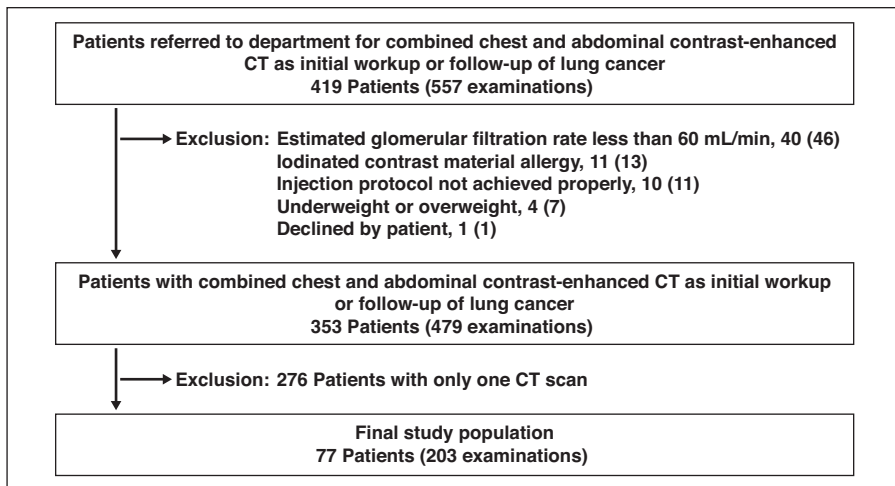 Patients referred to department for combined chest and abdominal contrast-enhanced
CT as initial workup or follow-up of lung cancer
419 Patients (557 examinations)
Exclusion: Estimated glomerular filtration rate less than 60 mL/min, 40 (46)
Iodinated contrast material allergy, 11 (13)
Injection protocol not achieved properly, 10 (11)
Underweight or overweight, 4 (7)
Declined by patient, 1 (1)
Patients with combined chest and abdominal contrast-enhanced CT as initial workup
or follow-up of lung cancer
353 Patients (479 examinations)
Exclusion: 276 Patients with only one CT scan
Final study population
77 Patients (203 examinations)